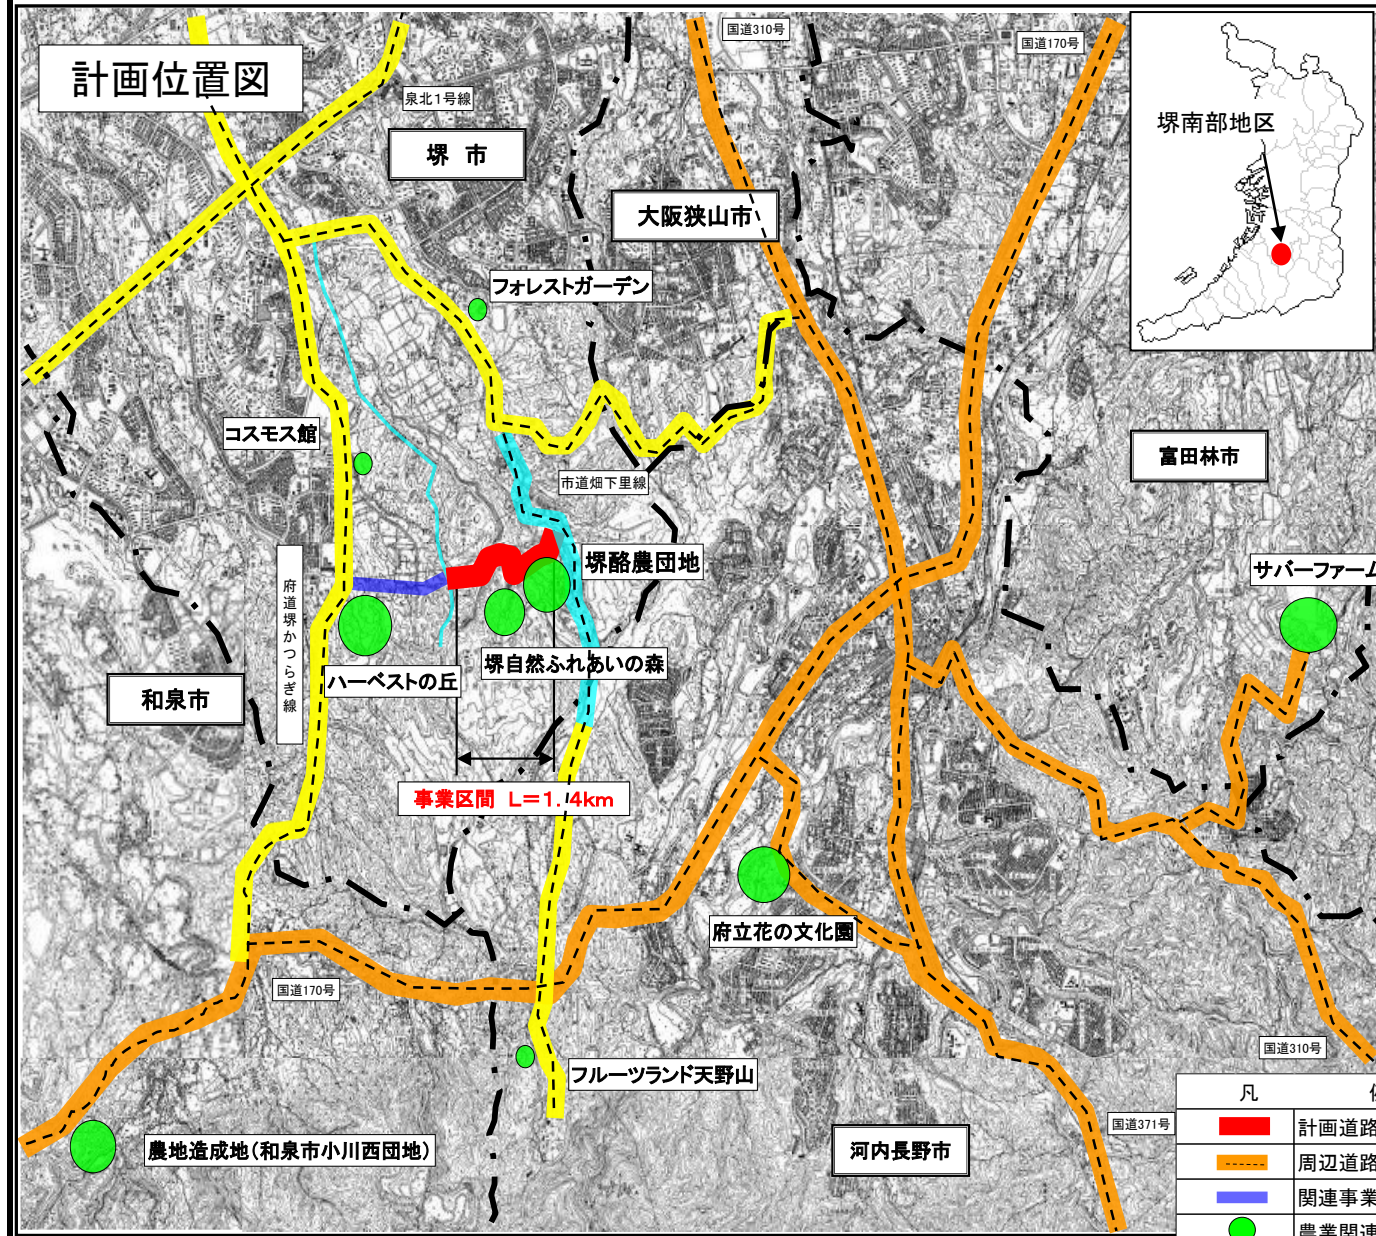 計画位置図
国道310号
国道170号
泉北1号線
堺 市
堺南部地区
大阪狭山市
フォレストガーデン
コスモス館
富田林市
市道畑下里線
堺酪農団地
サバーファーム
府道堺かつらぎ線
堺自然ふれあいの森
ハーベストの丘
和泉市
事業区間 L=1.4km
府立花の文化園
国道170号
国道310号
フルーツランド天野山
国道371号
農地造成地(和泉市小川西団地)
河内長野市
凡
計画道路
周辺道路
関連事業
農業関連